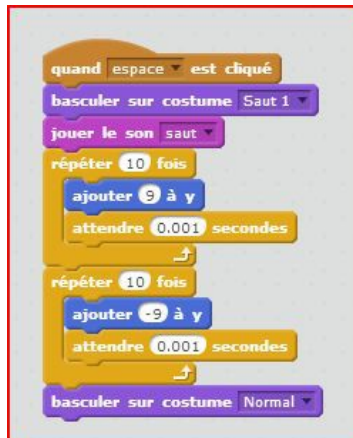 quand espace est cliqué
basculer sur costume Saut 1
jouer le son saut
répéter 10 fois
ajouter 9 à y
attendre 0.001 secondes
répéter 10 fois
ajouter -9 à y
attendre 0.001 secondes
basculer sur costume Normal